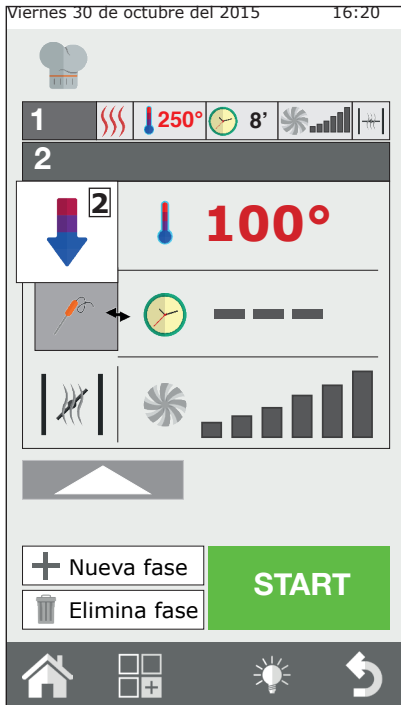 Viernes 30 de octubre del 2015 16:20
1 250° 8’
2
2 100°
Nueva fase
START
Elimina fase